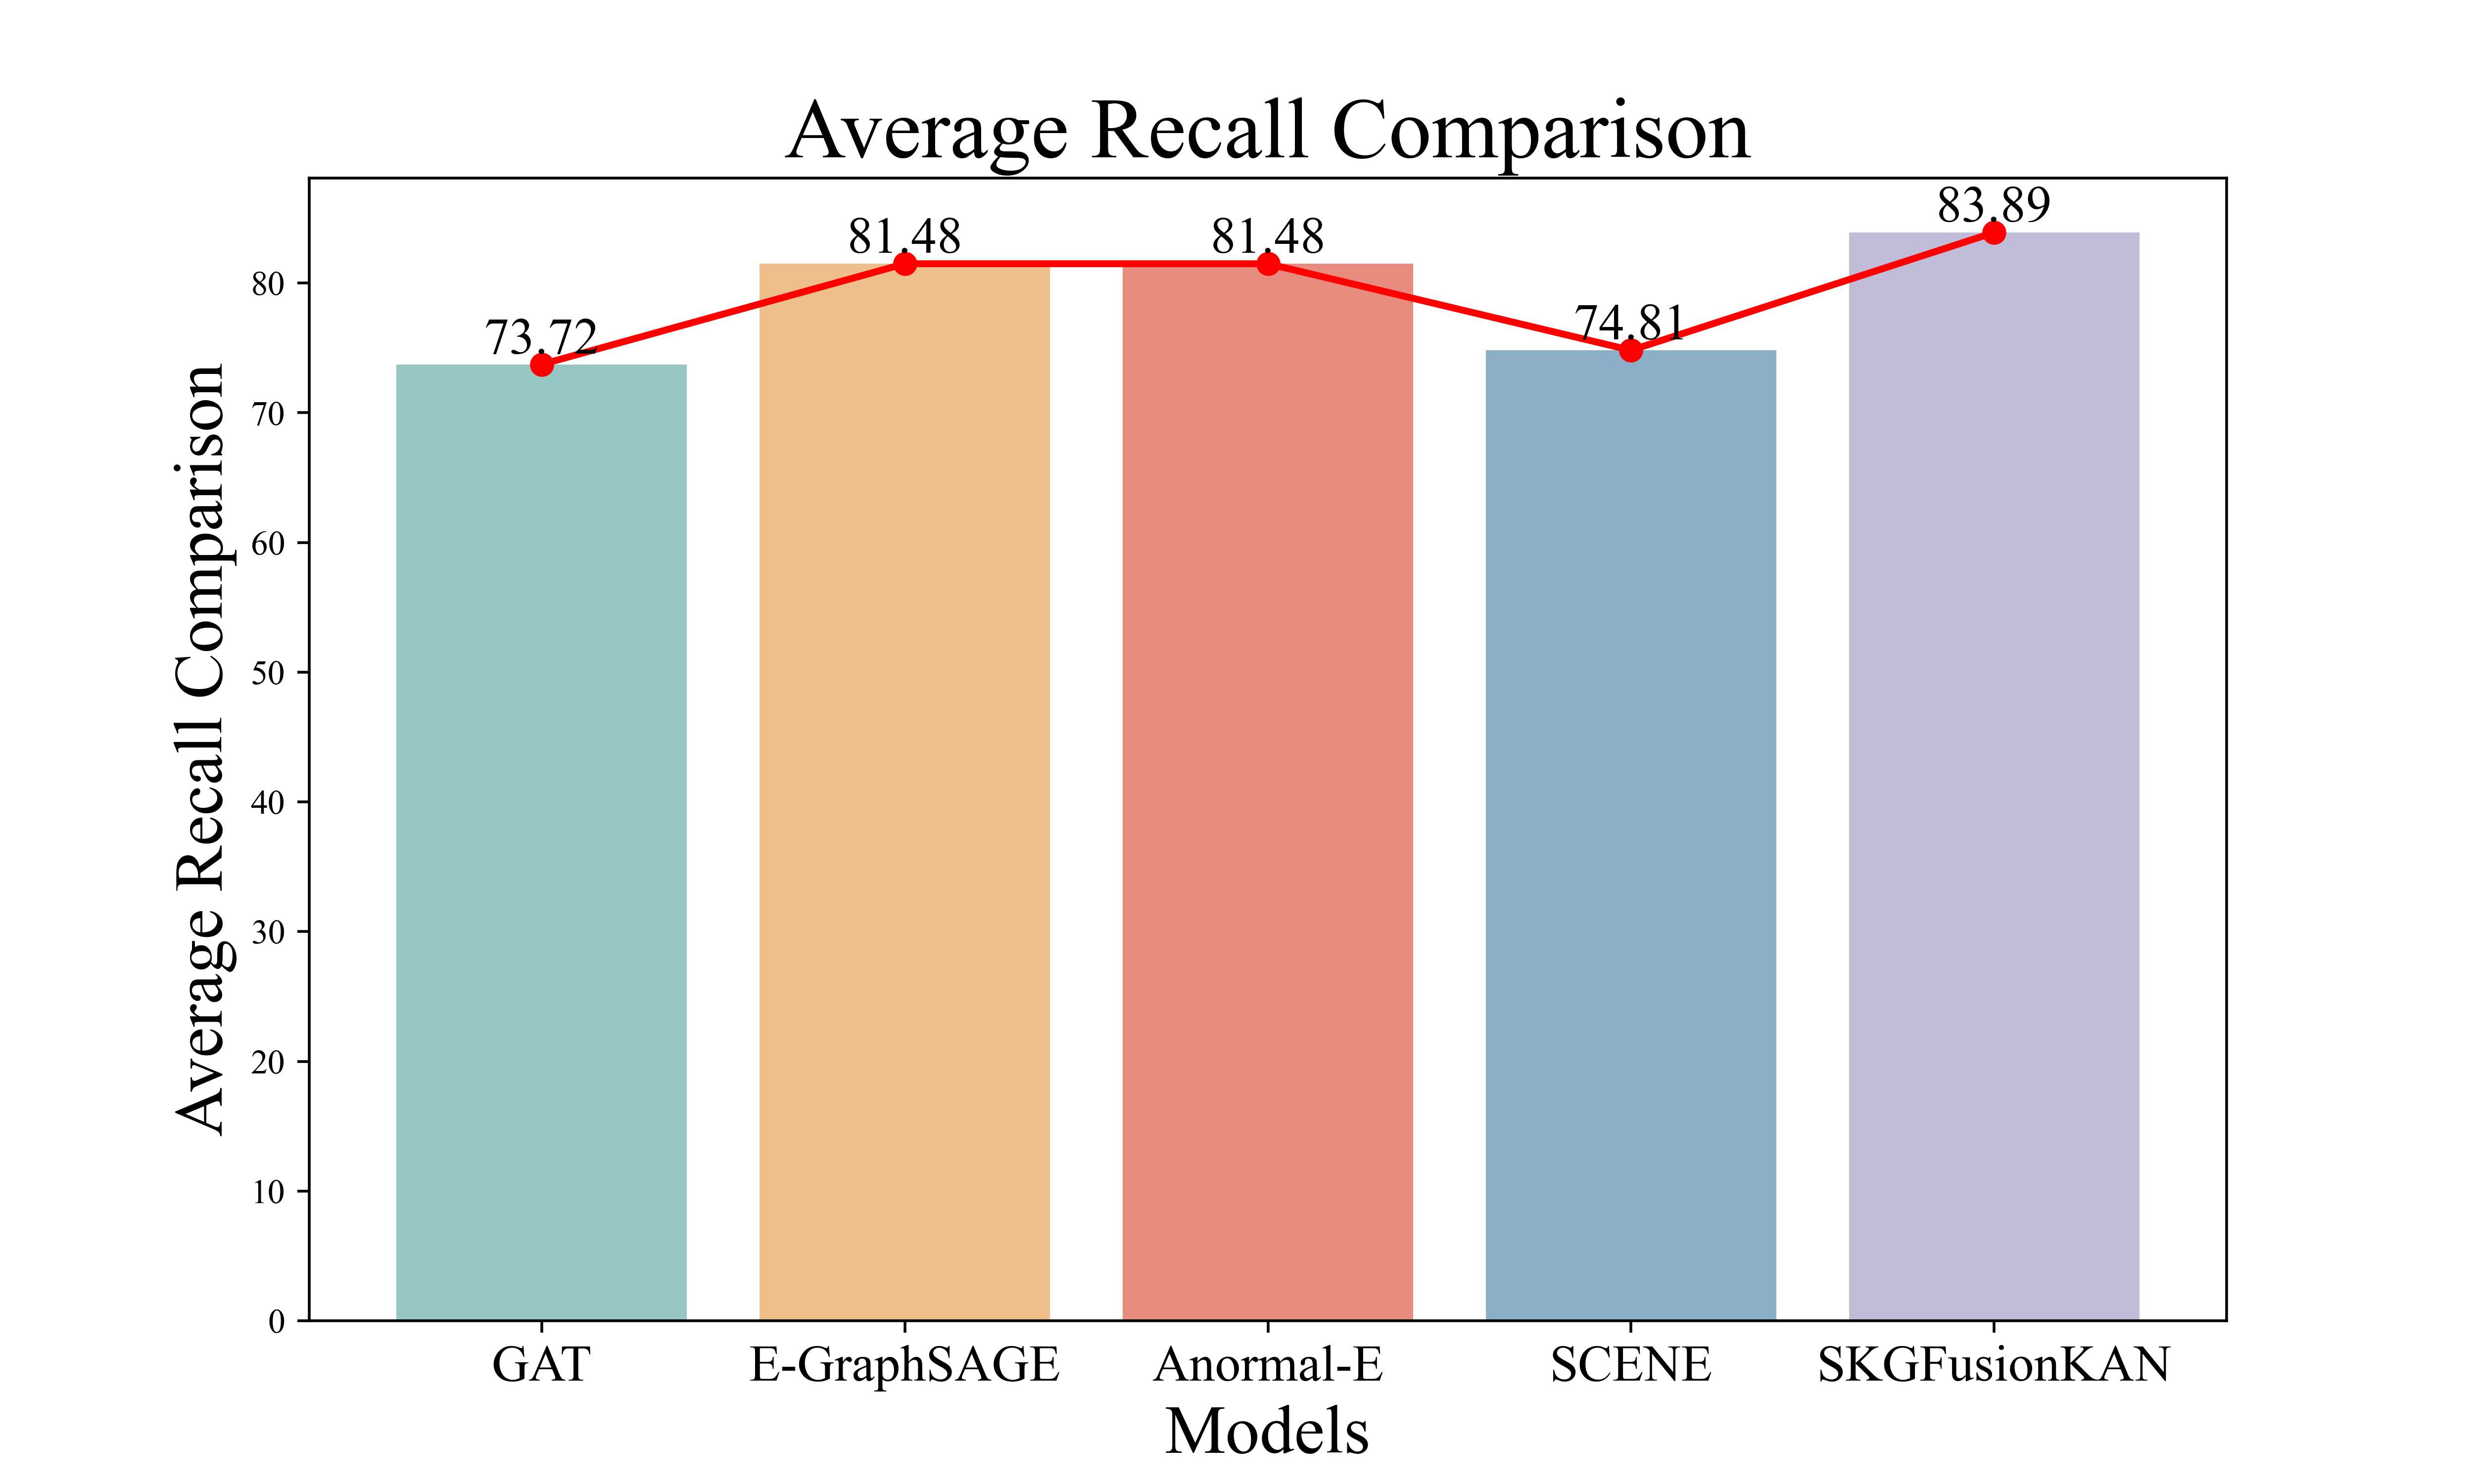 Average Recall Comparison
83.89
81.48
81.48
74.81
73.72
Average Recall Comparison
80
70
60
50
40
30
20
10
0
GAT
E-GraphSAGE
Anormal-E
SCENE
SKGFusionKAN
Models